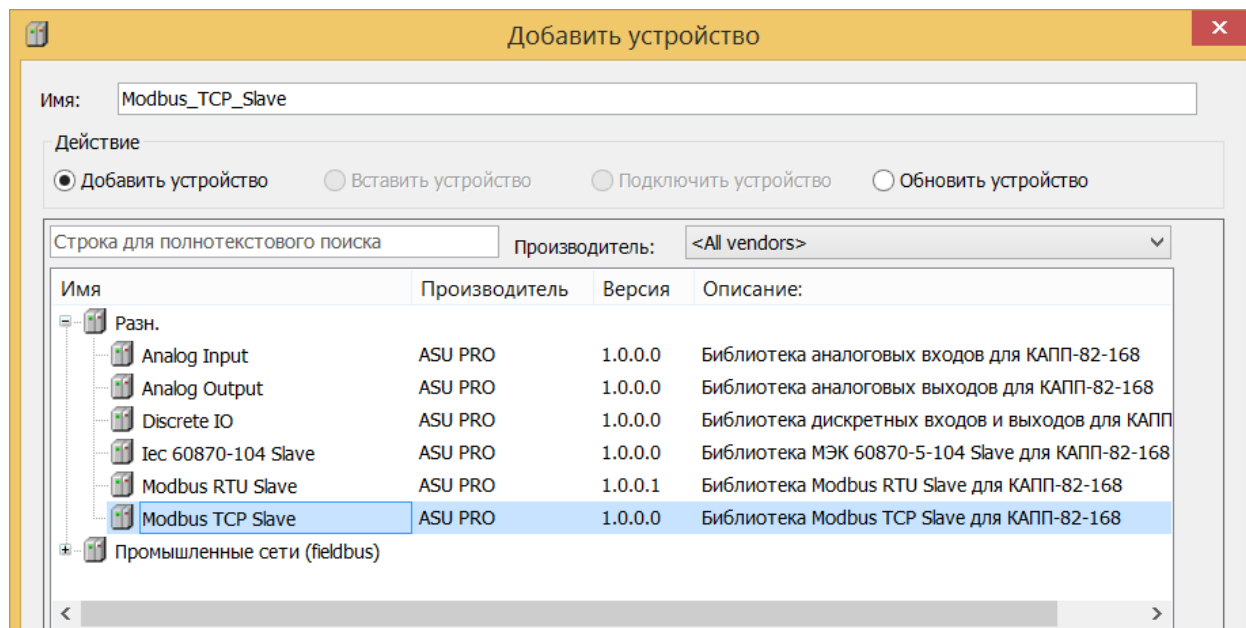 Добавить устройство
Имя: Modbus_TCP_Slave
Действие
Добавить устройство Вставить устройство Подключить устройство Обновить устройство
Строка для полнотекстового поиска Производитель: <All vendors>
Имя Производитель Версия Описание:
Разн.
Analog Input ASU PRO 1.0.0.0 Библиотека аналоговых входов для КАПП-82-168
Analog Output ASU PRO 1.0.0.0 Библиотека аналоговых выходов для КАПП-82-168
Discrete IO ASU PRO 1.0.0.0 Библиотека дискретных входов и выходов для КАПП
Iec 60870-104 Slave ASU PRO 1.0.0.0 Библиотека МЭК 60870-5-104 Slave для КАПП-82-168
Modbus RTU Slave ASU PRO 1.0.0.1 Библиотека Modbus RTU Slave для КАПП-82-168
Modbus TCP Slave ASU PRO 1.0.0.0 Библиотека Modbus TCP Slave для КАПП-82-168
Промышленные сети (fieldbus)